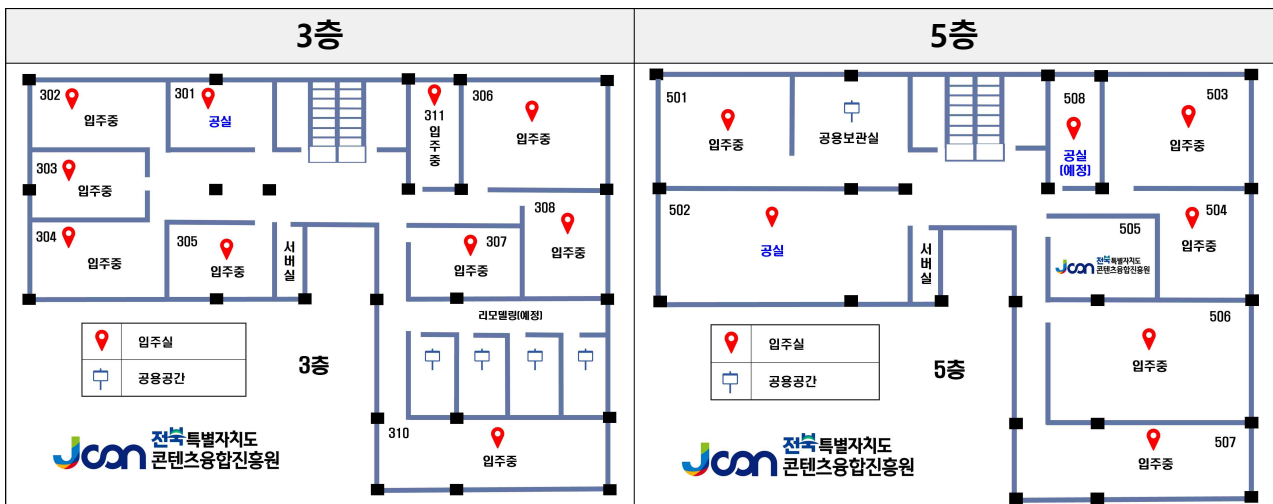 3층
5층
302
입주중
301
공실
311
입
주
중
306
입주중
303
입주중
304
입주중
305
입주중
서
버
실
307
입주중
308
입주중
리모델링(예정)
입주실
공용공간
3층
310
입주중
Jcon 전북특별자치도
콘텐츠융합진흥원
501
입주중
공용보관실
508
공실
(예정)
503
입주중
502
공실
서
버
실
505
Jcon 전북특별자치도
콘텐츠융합진흥원
504
입주중
506
입주중
입주실
공용공간
5층
507
입주중
Jcon 전북특별자치도
콘텐츠융합진흥원